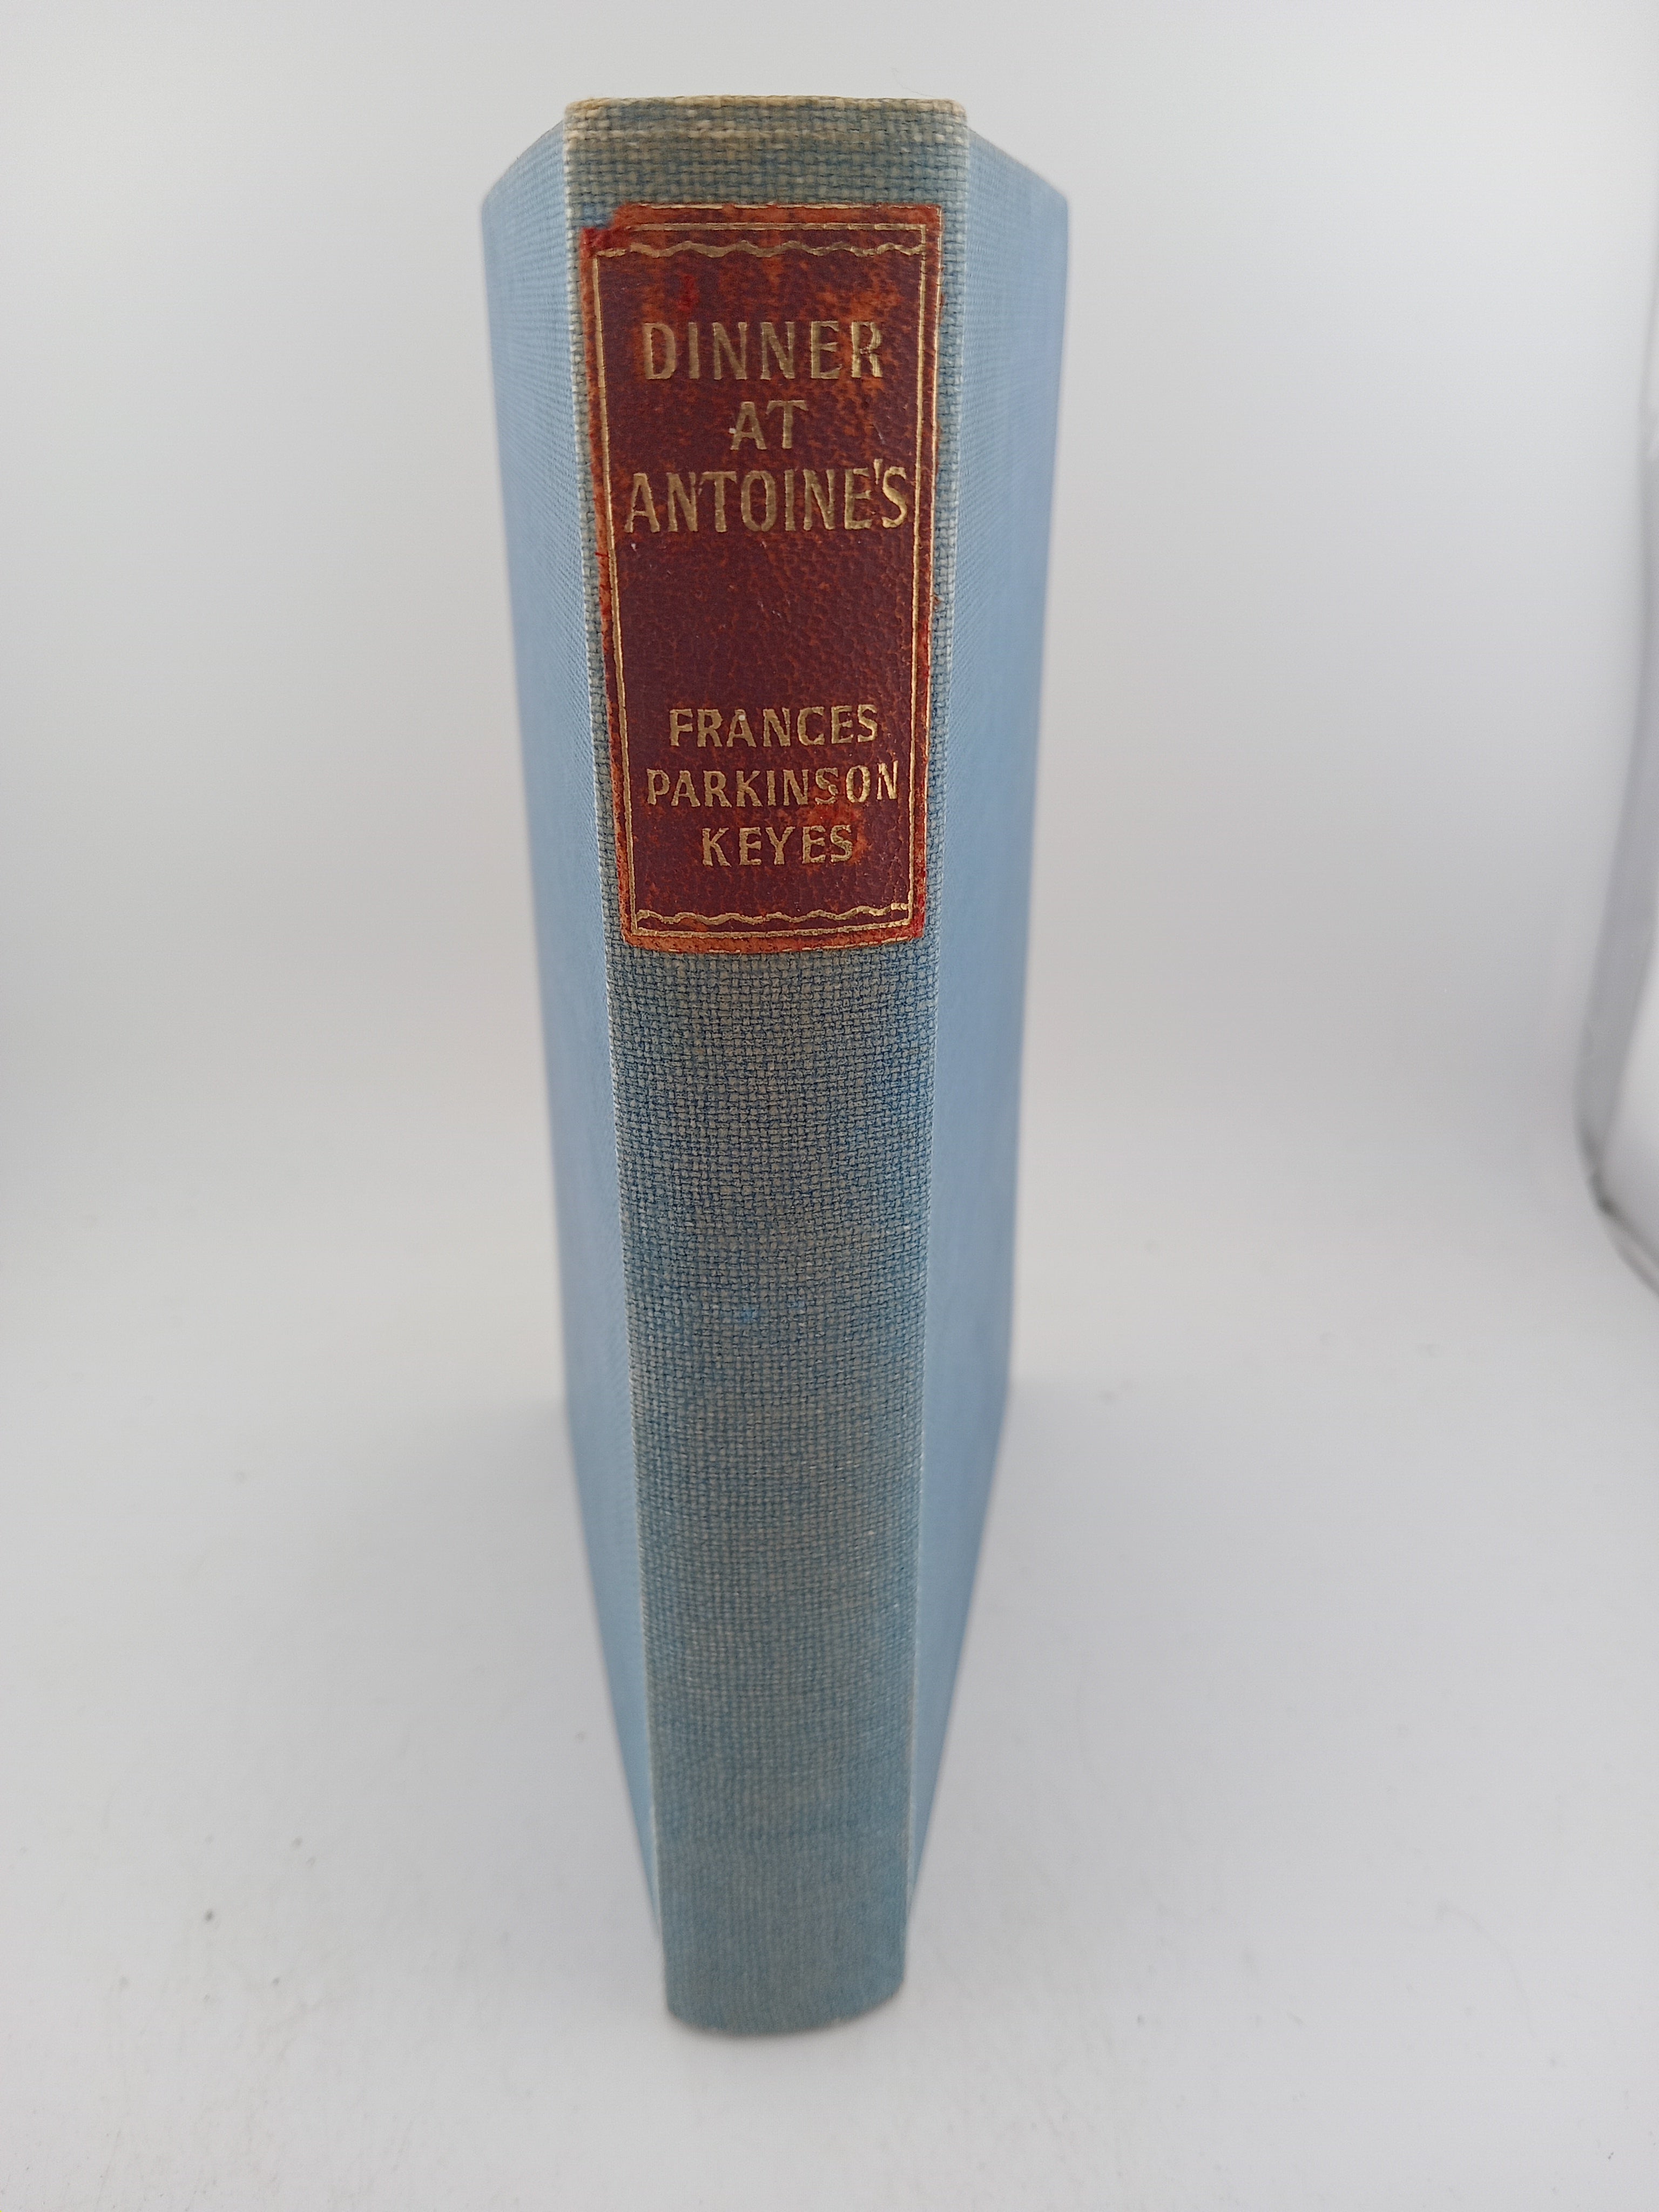 DINNER
AT
ANTOINE'S
FRANCES
PARKINSON
KEYES